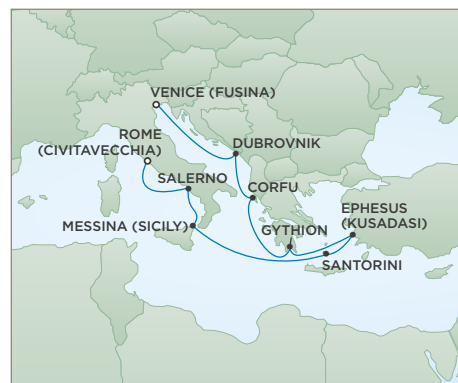 VENICE (FUSINA)
ROME
(CIVITAVECCHIA)
DUBROVNIK
SALERNO
CORFU
MESSINA (SICILY)
GYTHION
EPHESUS
(KUSADASI)
SANTORINI